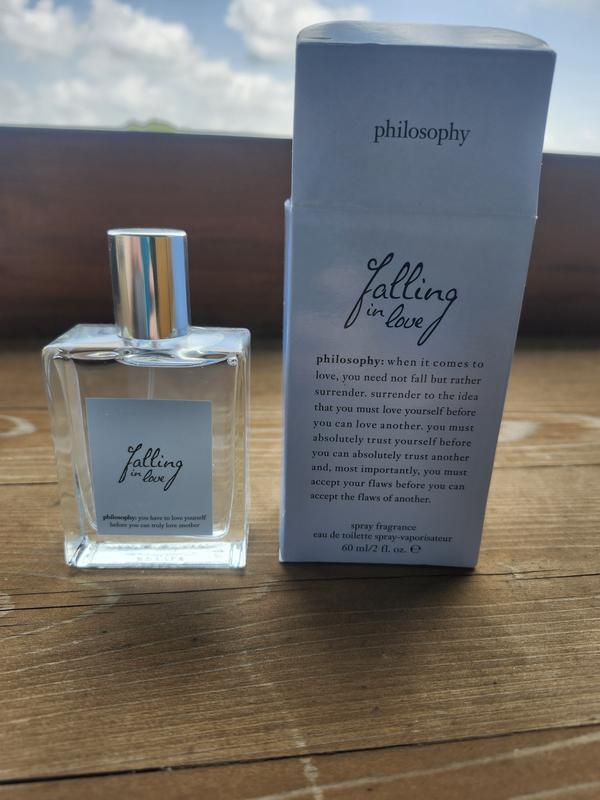 philosophy
falling
in love
philosophy: when it comes to
love, you need not fall but rather
surrender. surrender to the idea
that you must love yourself before
you can love another. you must
absolutely trust yourself before
you can absolutely trust another
and, most importantly, you must
accept your flaws before you can
accept the flaws of another.
spray fragrance
eau de toilette spray-vaporisateur
60 ml/2 fl. oz. ℮
falling
in love
philosophy: you have to love yourself
before you can truly love another